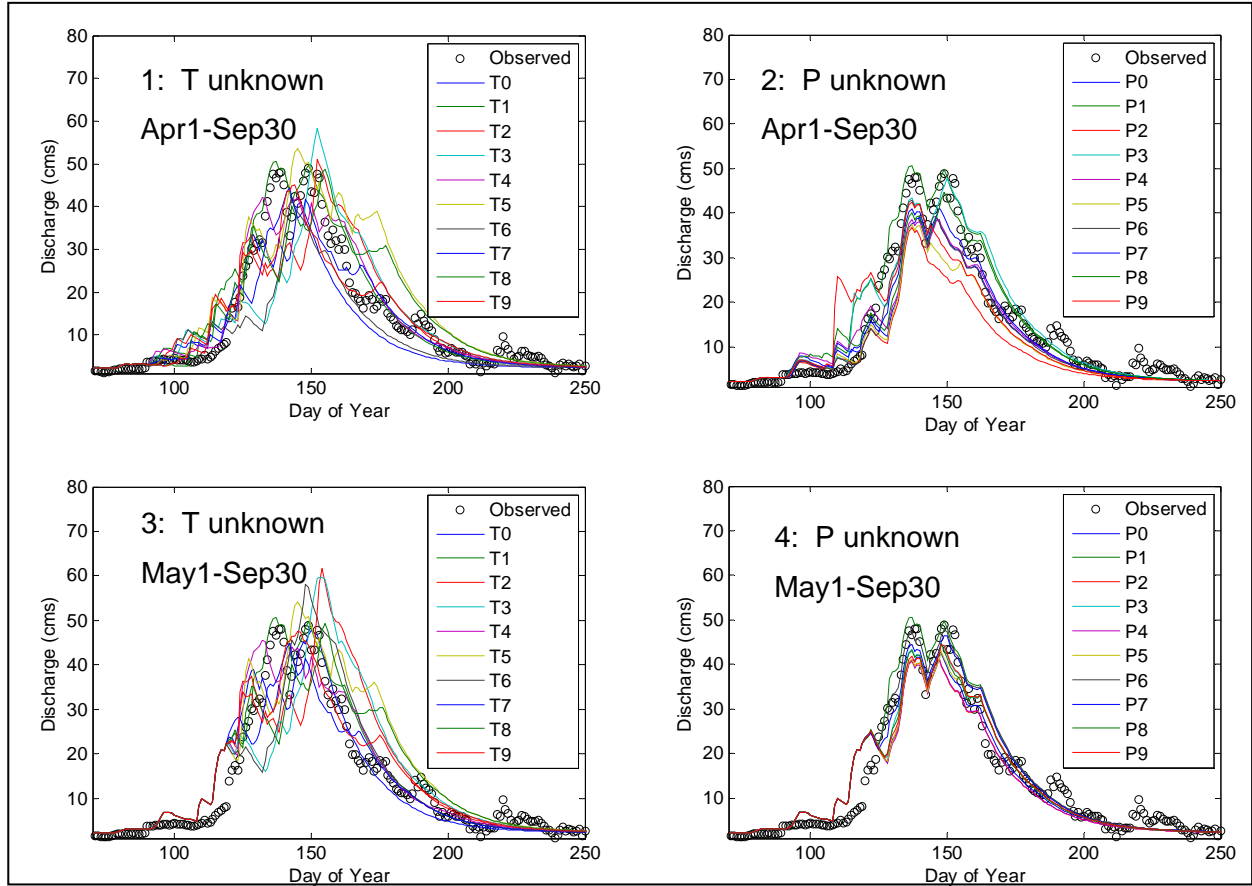 80
70
60
50
40
30
20
10
Discharge (cms)
1: T unknown
Apr1-Sep30
Observed
T0
T1
T2
T3
T4
T5
T6
T7
T8
T9
100
150
200
250
Day of Year
80
70
60
50
40
30
20
10
Discharge (cms)
2: P unknown
Apr1-Sep30
Observed
P0
P1
P2
P3
P4
P5
P6
P7
P8
P9
100
150
200
250
Day of Year
80
70
60
50
40
30
20
10
Discharge (cms)
3: T unknown
May1-Sep30
Observed
T0
T1
T2
T3
T4
T5
T6
T7
T8
T9
100
150
200
250
Day of Year
80
70
60
50
40
30
20
10
Discharge (cms)
4: P unknown
May1-Sep30
Observed
P0
P1
P2
P3
P4
P5
P6
P7
P8
P9
100
150
200
250
Day of Year